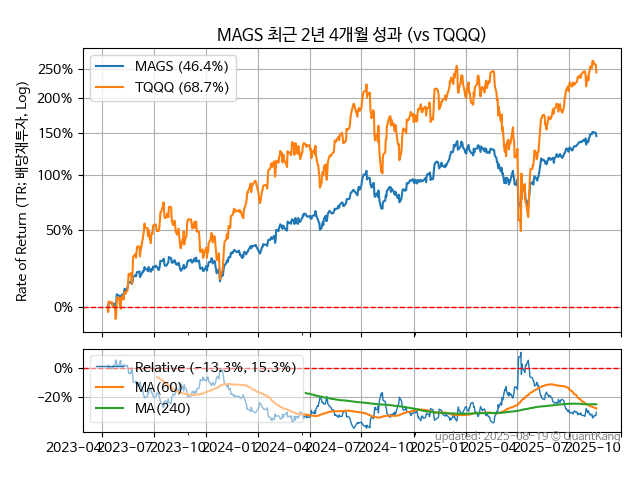 MAGS 최근 2년 4개월 성과 (vs TQQQ)
MAGS (46.4%)
TQQQ (68.7%)
250%
200%
150%
100%
50%
0%
Rate of Return (TR: 배당재투자, Log)
Relative (−13.3%, 15.3%)
MA(60)
MA(240)
0%
−20%
2023−04 2023−07 2023−10 2024−01 2024−04 2024−07 2024−10 2025−01 2025−04 2025−07 2025−10
updated: 2025−08−19 © QuantKang